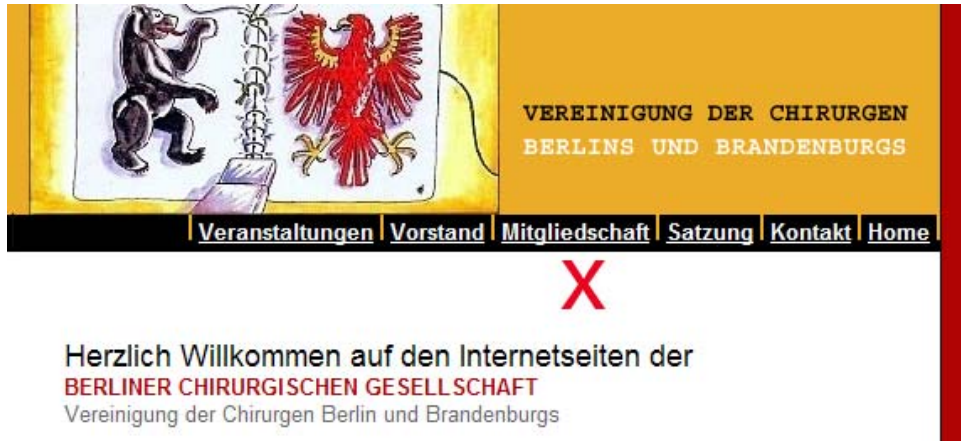 VEREINIGUNG DER CHIRURGEN
BERLINS UND BRANDENBURGS
Veranstaltungen Vorstand Mitgliedschaft Satzung Kontakt Home
X
Herzlich Willkommen auf den Internetseiten der
BERLINER CHIRURGISCHEN GESELLSCHAFT
Vereinigung der Chirurgen Berlin und Brandenburgs